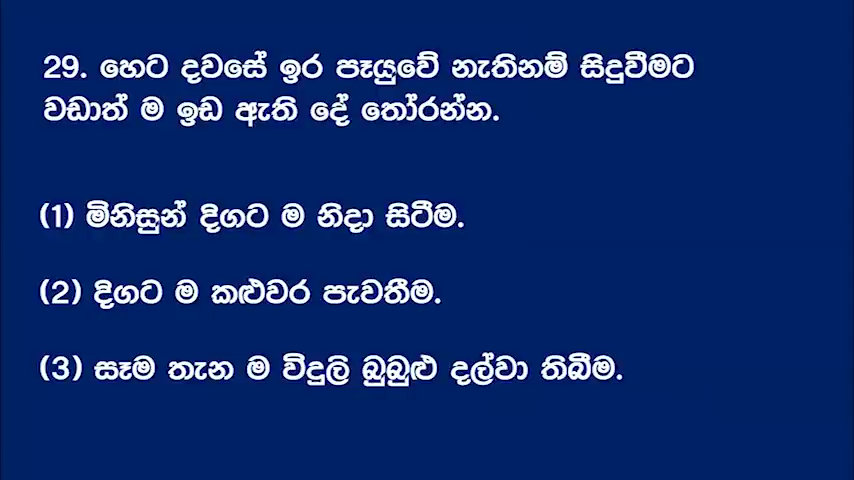 29. හෙට දවසේ ඉර පෑයුවේ නැතිනම් සිදුවීමට
වඩාත් ම ඉඩ ඇති දේ තෝරන්න.
(1) මිනිසුන් දිගට ම නිදා සිටීම.
(2) දිගට ම කළුවර පැවතීම.
(3) සෑම තැන ම විදුලි බුබුළු දල්වා තිබීම.